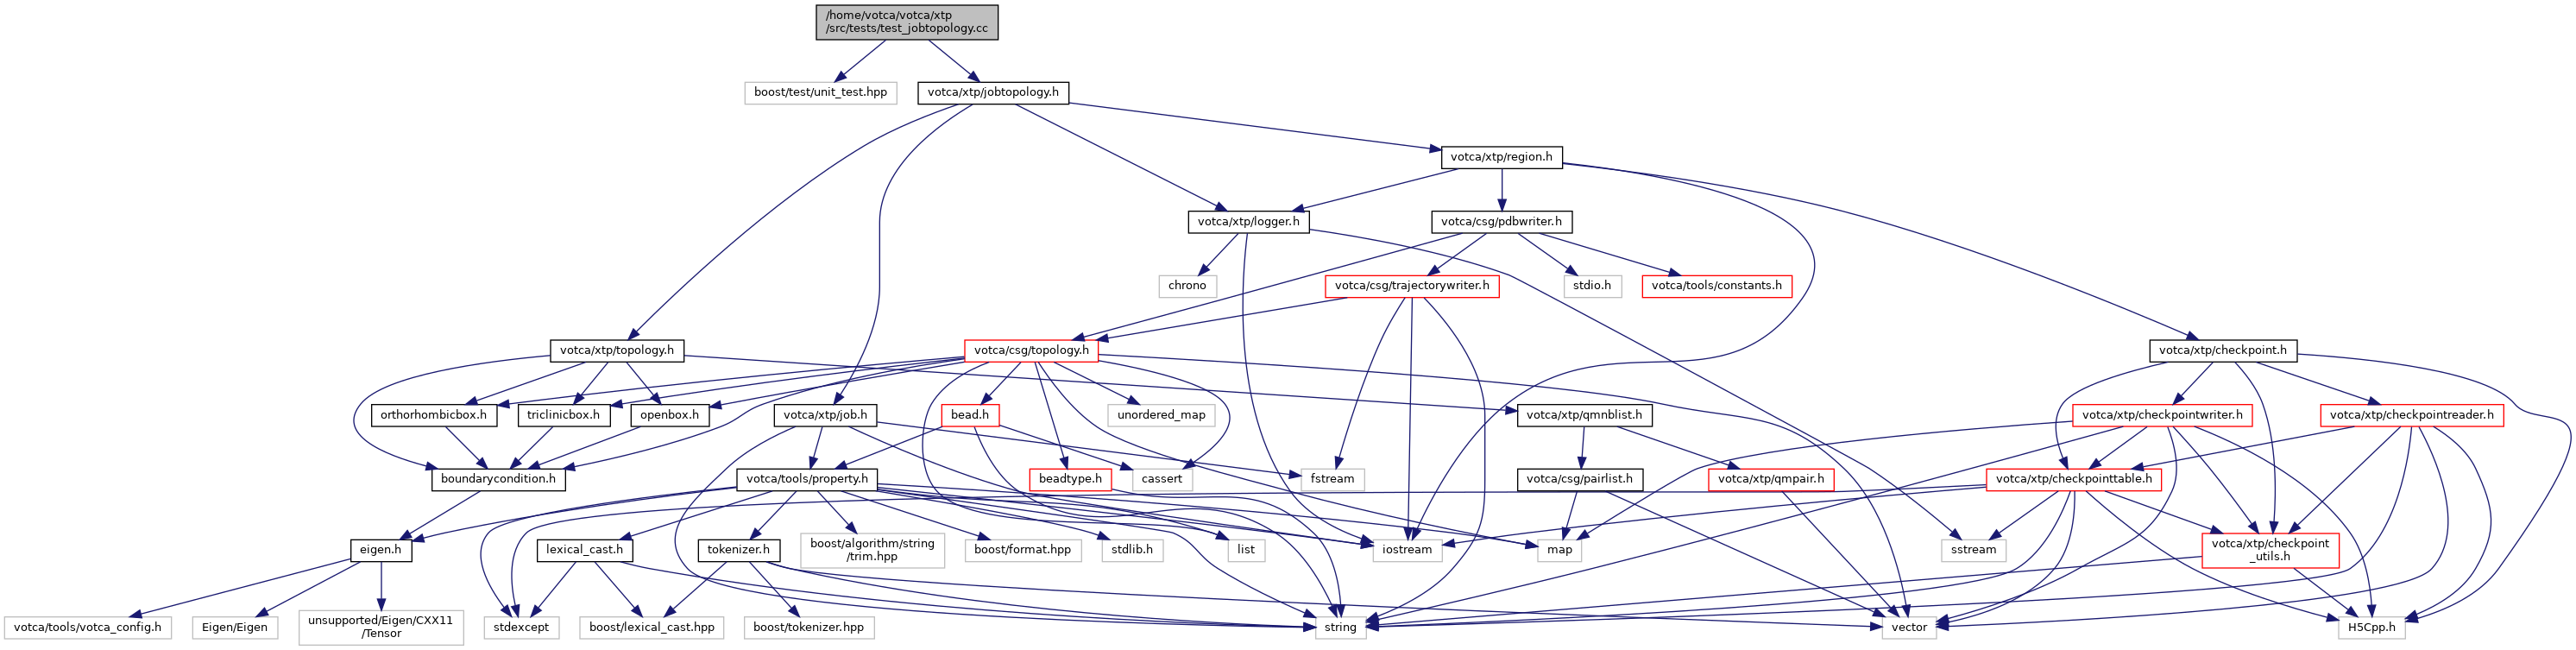 /home/votca/votca/xtp
/src/tests/test_jobtopology.cc
boost/test/unit_test.hpp
votca/xtp/jobtopology.h
votca/xtp/region.h
votca/xtp/logger.h
votca/csg/pdbwriter.h
chrono
votca/csg/trajectorywriter.h
stdio.h
votca/tools/constants.h
votca/xtp/topology.h
votca/csg/topology.h
votca/xtp/checkpoint.h
orthorhombicbox.h
triclinicbox.h
openbox.h
votca/xtp/job.h
bead.h
unordered_map
votca/xtp/qmnblist.h
votca/xtp/checkpointwriter.h
votca/xtp/checkpointreader.h
boundarycondition.h
votca/tools/property.h
beadtype.h
cassert
fstream
votca/csg/pairlist.h
votca/xtp/qmpair.h
votca/xtp/checkpointtable.h
eigen.h
lexical_cast.h
tokenizer.h
boost/algorithm/string
/trim.hpp
boost/format.hpp
stdlib.h
list
iostream
map
sstream
votca/xtp/checkpoint
_utils.h
votca/tools/votca_config.h
Eigen/Eigen
unsupported/Eigen/CXX11
/Tensor
stdexcept
boost/lexical_cast.hpp
boost/tokenizer.hpp
string
vector
H5Cpp.h